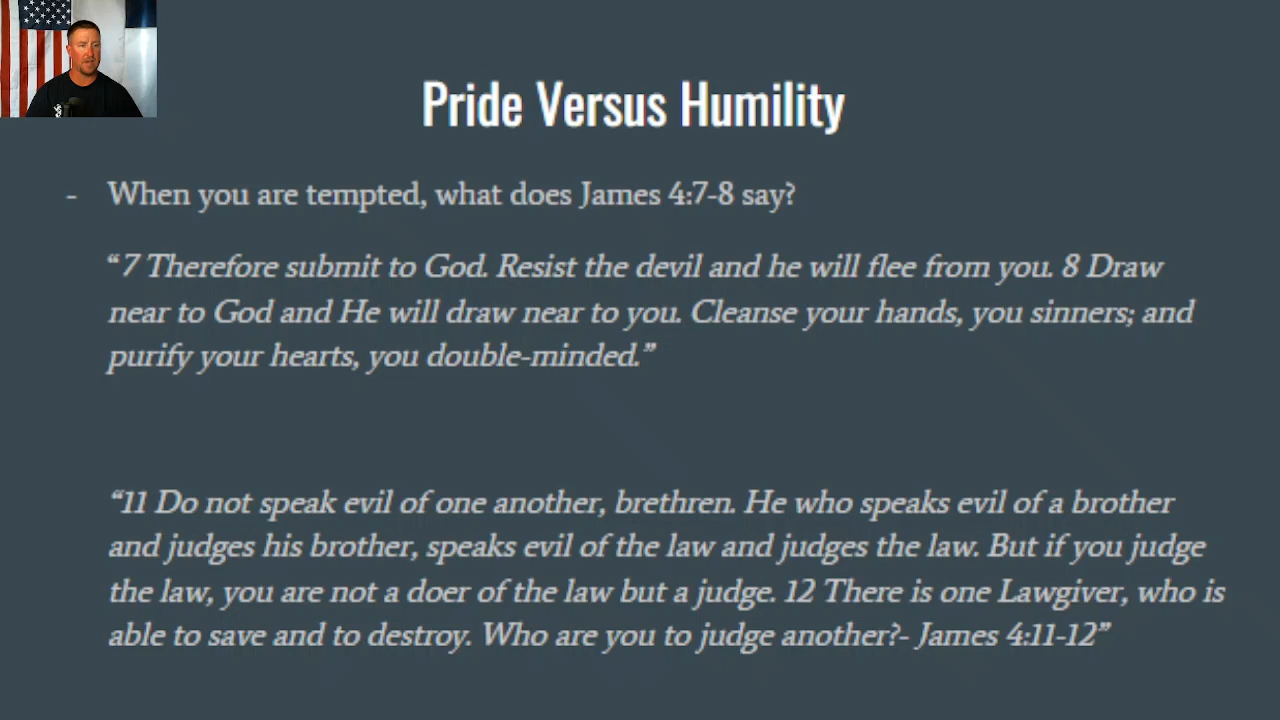 Pride Versus Humility
- When you are tempted, what does James 4:7-8 say?
“7 Therefore submit to God. Resist the devil and he will flee from you. 8 Draw
near to God and He will draw near to you. Cleanse your hands, you sinners; and
purify your hearts, you double-minded.”
“11 Do not speak evil of one another, brethren. He who speaks evil of a brother
and judges his brother, speaks evil of the law and judges the law. But if you judge
the law, you are not a doer of the law but a judge. 12 There is one Lawgiver, who is
able to save and to destroy. Who are you to judge another?- James 4:11-12”